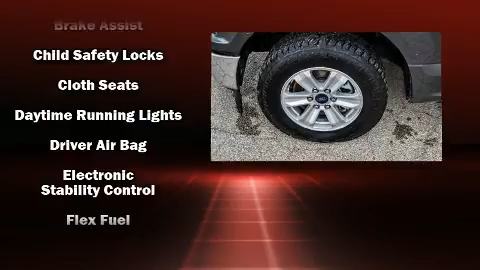 Brake Assist
Child Safety Locks
Cloth Seats
Daytime Running Lights
Driver Air Bag
Electronic
Stability Control
Flex Fuel